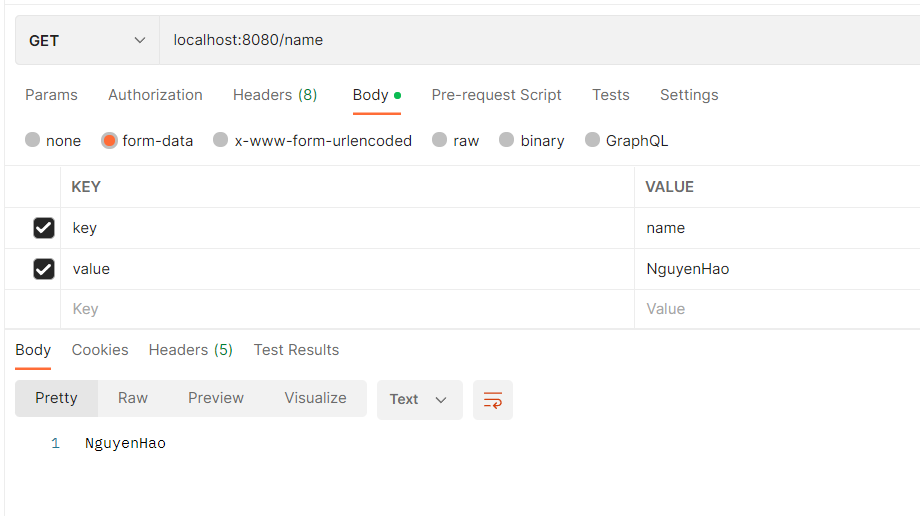 GET localhost:8080/name
Params Authorization Headers (8) Body Pre-request Script Tests Settings
none form-data x-www-form-urlencoded raw binary GraphQL
KEY VALUE
key name
value NguyenHao
Key Value
Body Cookies Headers (5) Test Results
Pretty Raw Preview Visualize Text
1 NguyenHao